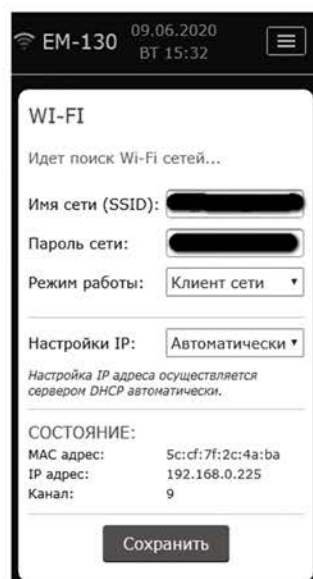 EM-130
09.06.2020
ВТ 15:32
WI-FI
Идет поиск Wi-Fi сетей...
Имя сети (SSID):
Пароль сети:
Режим работы: Клиент сети
Настройки IP: Автоматически
Настройка IP адреса осуществляется
сервером DHCP автоматически.
СОСТОЯНИЕ:
MAC адрес: 5c:cf:7f:2c:4a:ba
IP адрес: 192.168.0.225
Канал: 9
Сохранить